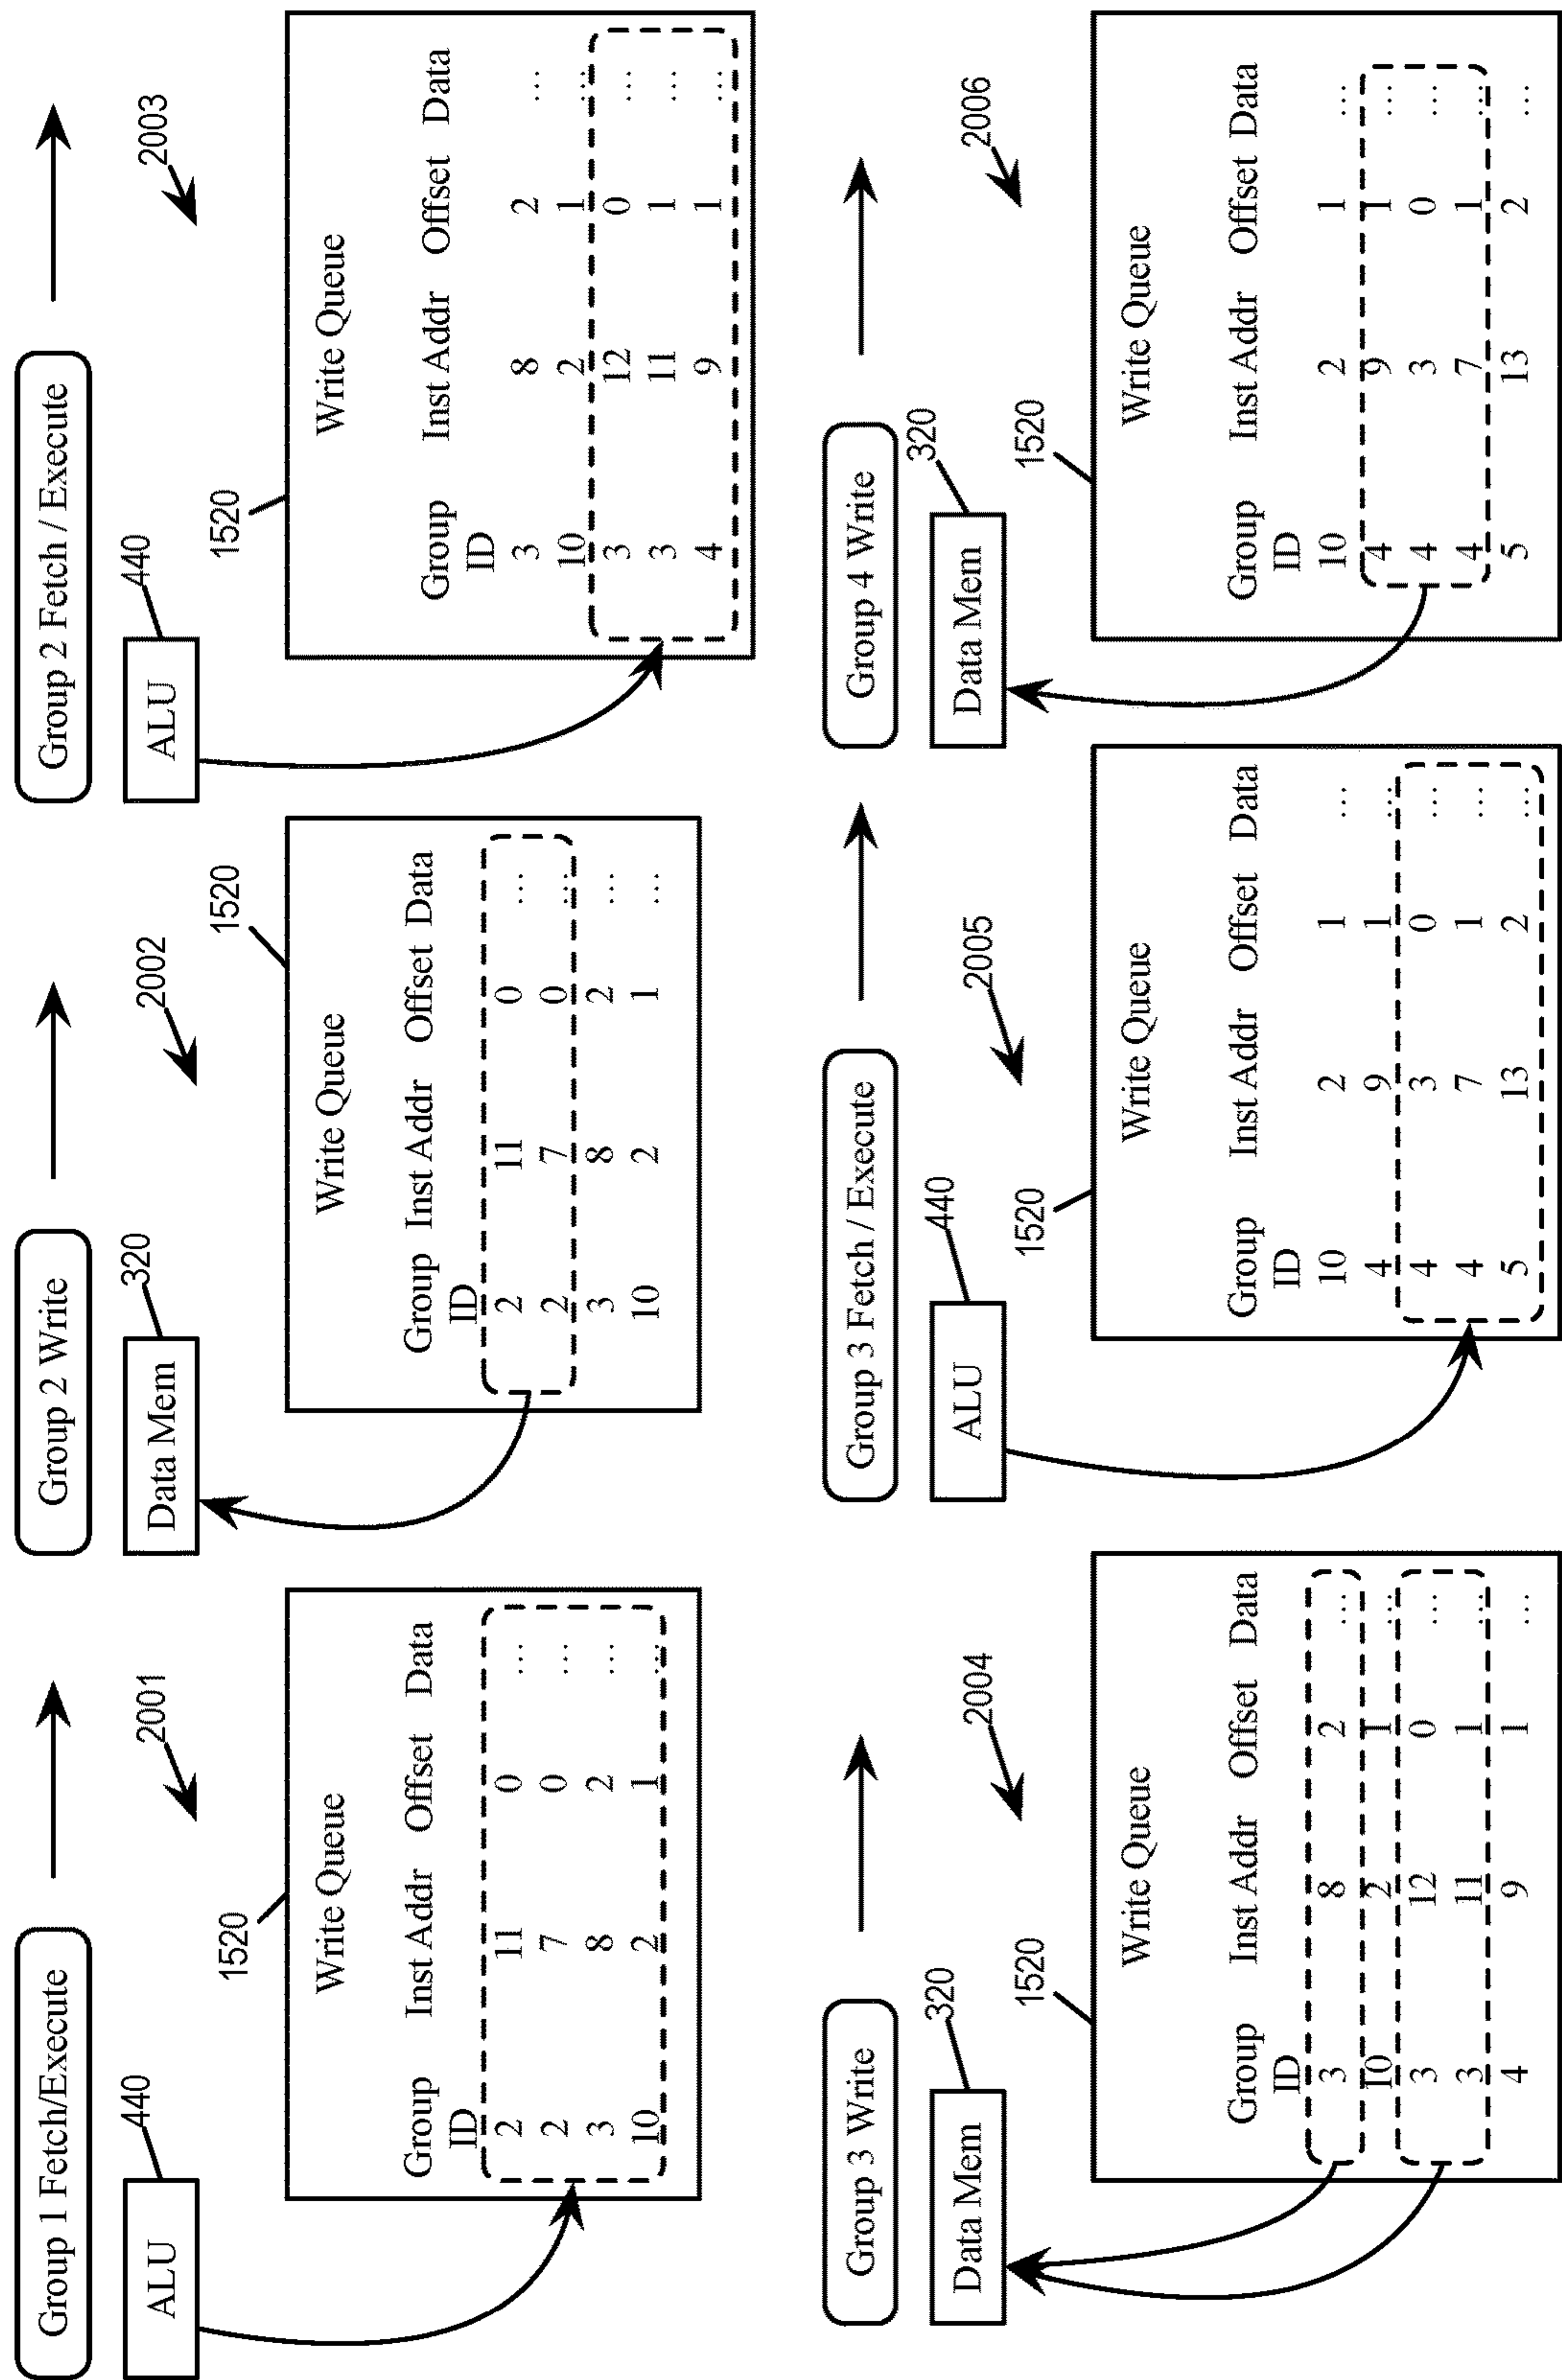 Group 1 Fetch/Execute
ALU
440
2001
1520
Write Queue
Group ID Inst Addr Offset Data
2 11 0 ...
2 7 0 ...
3 8 2 ...
10 2 1 ...
Group 2 Write
Data Mem
320
2002
1520
Write Queue
Group ID Inst Addr Offset Data
2 11 0 ...
2 7 0 ...
3 8 2 ...
10 2 1 ...
Group 2 Fetch / Execute
ALU
440
2003
1520
Write Queue
Group ID Inst Addr Offset Data
3 8 2 ...
10 2 1 ...
3 12 0 ...
3 11 1 ...
4 9 1 ...
Group 3 Write
Data Mem
320
2004
1520
Write Queue
Group ID Inst Addr Offset Data
3 8 2 ...
10 2 1 ...
3 12 0 ...
3 11 1 ...
4 9 1 ...
Group 3 Fetch / Execute
ALU
440
2005
1520
Write Queue
Group ID Inst Addr Offset Data
10 2 1 ...
4 9 1 ...
4 3 0 ...
4 7 1 ...
5 13 2 ...
Group 4 Write
Data Mem
320
2006
1520
Write Queue
Group ID Inst Addr Offset Data
10 2 1 ...
4 9 1 ...
4 3 0 ...
4 7 1 ...
5 13 2 ...